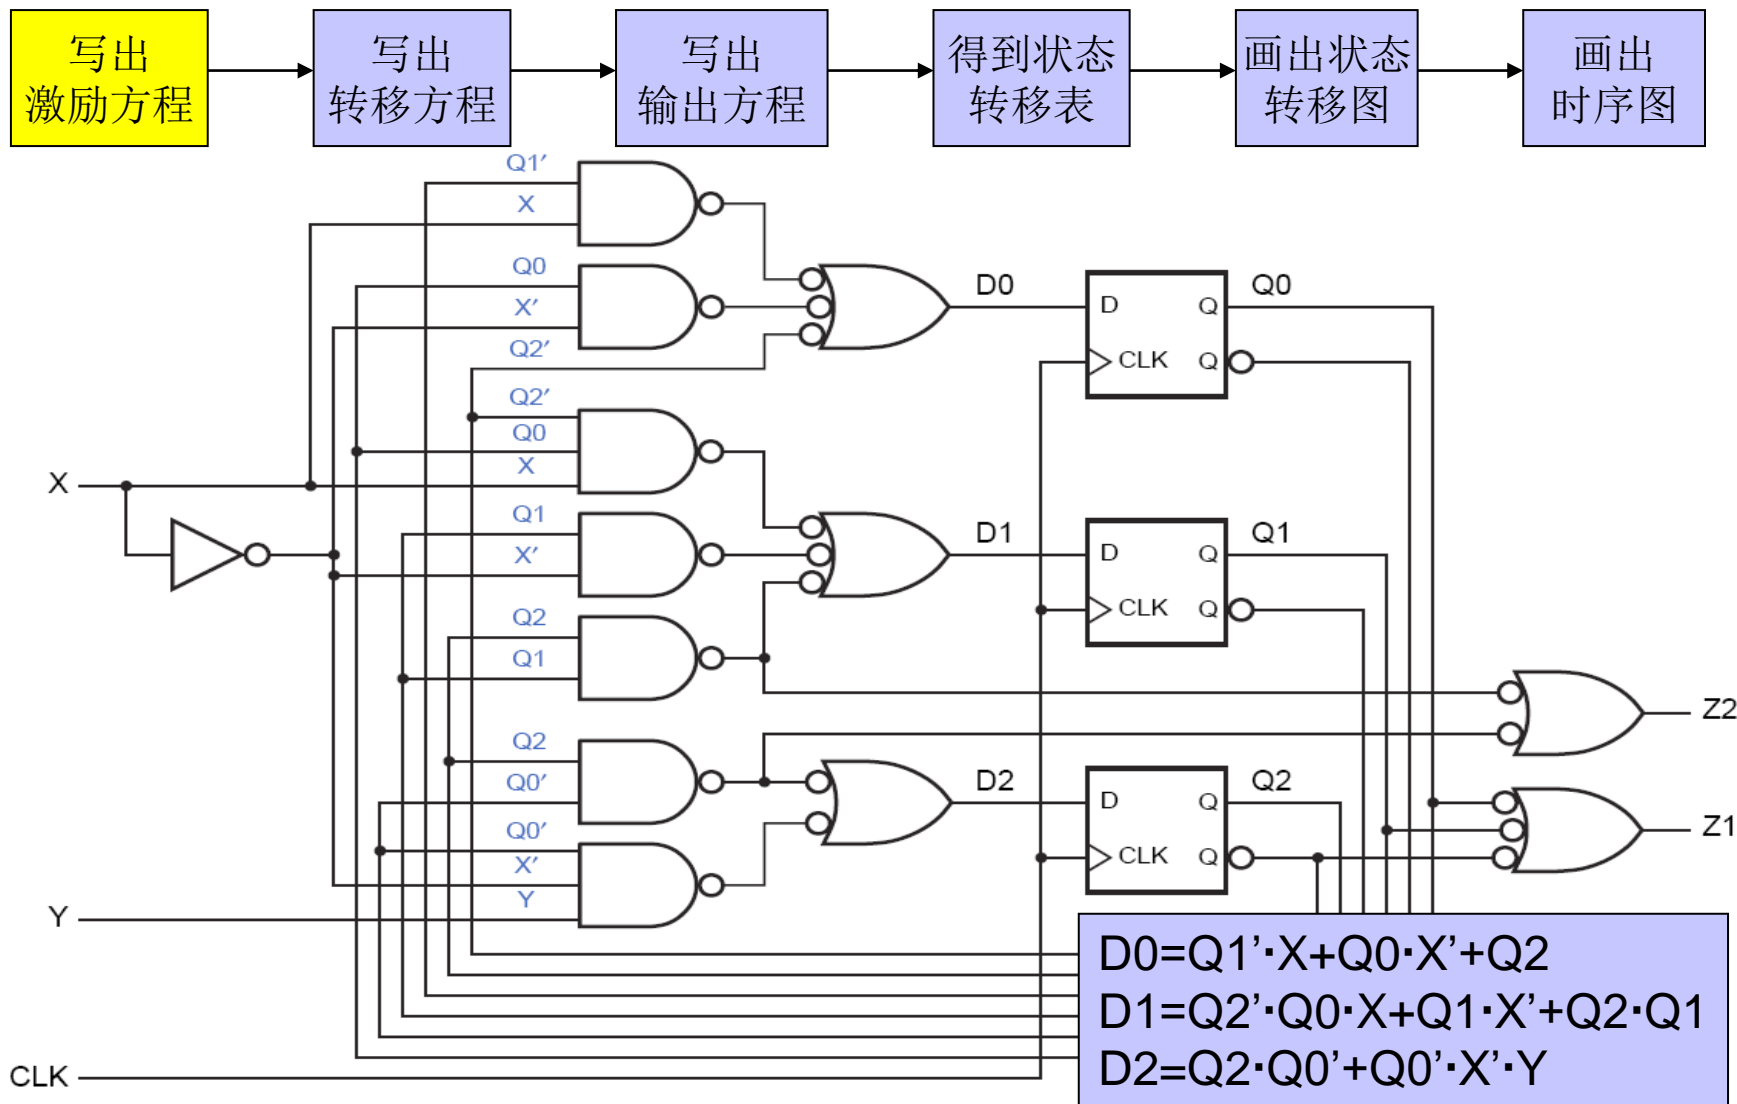 写出
激励方程
写出
转移方程
写出
输出方程
得到状态
转移表
画出状态
转移图
画出
时序图
Q1′
X
Q0
X′
Q2′
D0
D
Q
CLK
Q
Q0
Q2′
Q0
X
X
Q1
X′
D1
D
Q
CLK
Q
Q1
Q2
Q1
Z2
Q2
Q0′
D2
D
Q
CLK
Q
Q2
Z1
Q0′
X′
Y
Y
D0=Q1’·X+Q0·X’+Q2
D1=Q2’·Q0·X+Q1·X’+Q2·Q1
D2=Q2·Q0’+Q0’·X’·Y
CLK